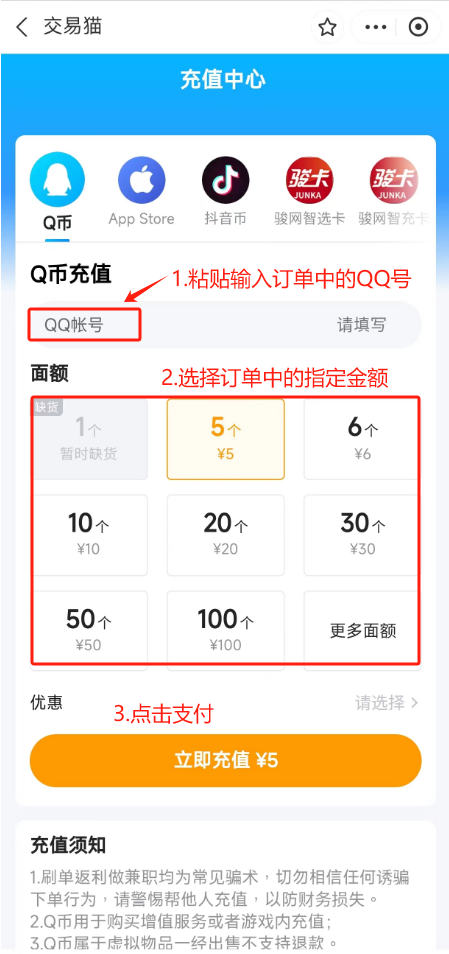 交易猫
充值中心
骏卡
JUNKA
骏卡
JUNKA
Q币
App Store
抖音币
骏网智选卡
骏网智充卡
Q币充值
1.粘贴输入订单中的QQ号
QQ帐号
请填写
面额
2.选择订单中的指定金额
缺货
1个
暂时缺货
5个
¥5
6个
¥6
10个
¥10
20个
¥20
30个
¥30
50个
¥50
100个
¥100
更多面额
优惠
请选择
3.点击支付
立即充值 ¥5
充值须知
1.刷单返利做兼职均为常见骗术,切勿相信任何诱骗
下单行为,请警惕帮他人充值,以防财务损失。
2.Q币用于购买增值服务或者游戏内充值;
3.Q币属于虚拟物品一经出售不支持退款。